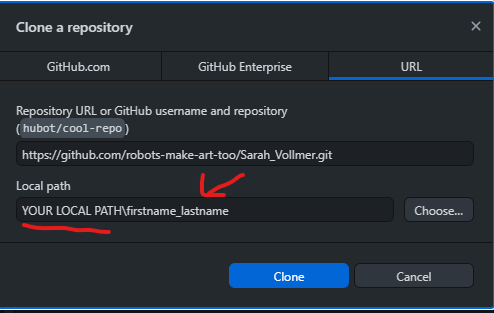 Clone a repository
GitHub.com
GitHub Enterprise
URL
Repository URL or GitHub username and repository
(hubot/cool-repo)
https://github.com/robots-make-art-too/Sarah_Vollmer.git
Local path
YOUR LOCAL PATH\firstname_lastname
Choose...
Clone
Cancel